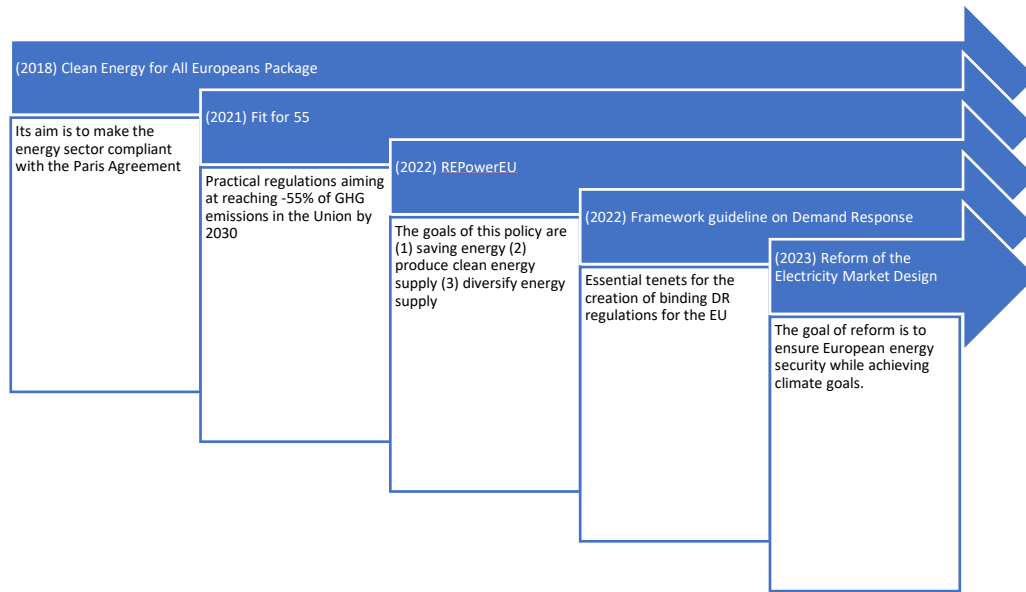 (2018) Clean Energy for All Europeans Package
Its aim is to make the
energy sector compliant
with the Paris Agreement
(2021) Fit for 55
Practical regulations aiming
at reaching -55% of GHG
emissions in the Union by
2030
(2022) REPowerEU
The goals of this policy are
(1) saving energy (2)
produce clean energy
supply (3) diversify energy
supply
(2022) Framework guideline on Demand Response
Essential tenets for the
creation of binding DR
regulations for the EU
(2023) Reform of the
Electricity Market Design
The goal of reform is to
ensure European energy
security while achieving
climate goals.